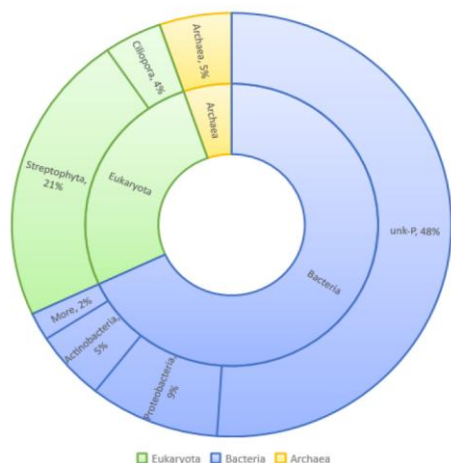 Archaea, 5%
Ciliopora, 4%
Archaea
Streptophyta,
21%
Eukaryota
unk-P, 48%
Bacteria
More, 2%
Actinobacteria,
5%
Proteobacteria,
9%
Eukaryota Bacteria Archaea